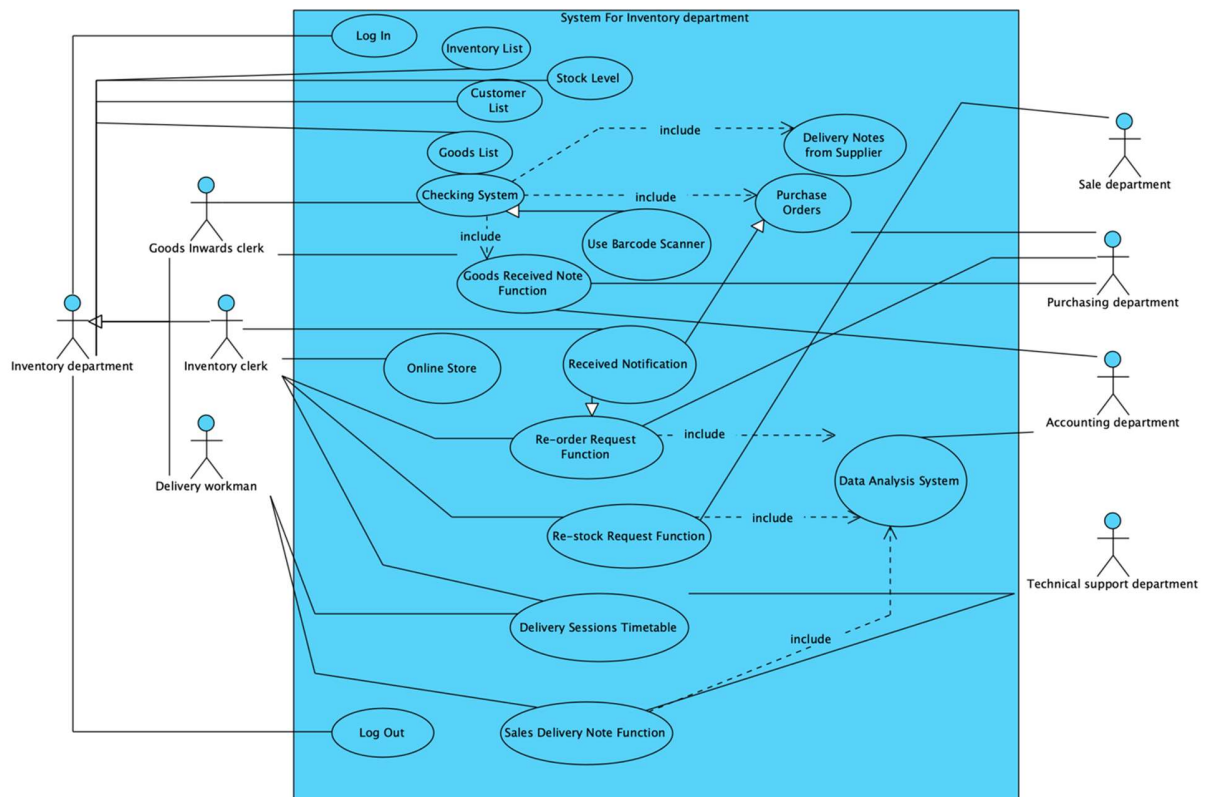 System For Inventory department
Log In
Inventory List
Stock Level
Customer
List
include
Delivery Notes
from Supplier
Goods List
Sale department
Checking System
include
Purchase
Orders
include
Use Barcode Scanner
Goods Inwards clerk
Goods Received Note
Function
Purchasing department
Inventory department
Inventory clerk
Online Store
Received Notification
Accounting department
include
Re-order Request
Function
Data Analysis System
Delivery workman
include
Re-stock Request Function
Technical support department
Delivery Sessions Timetable
include
Log Out
Sales Delivery Note Function